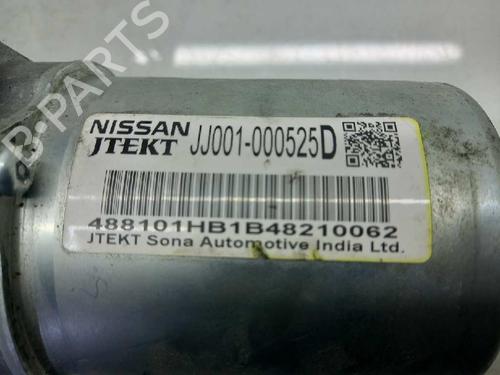 B-PARTS
NISSAN
JTEKT JJ001-000525D
488101HB1B48210062
JTEKT Sona Automotive India Ltd.